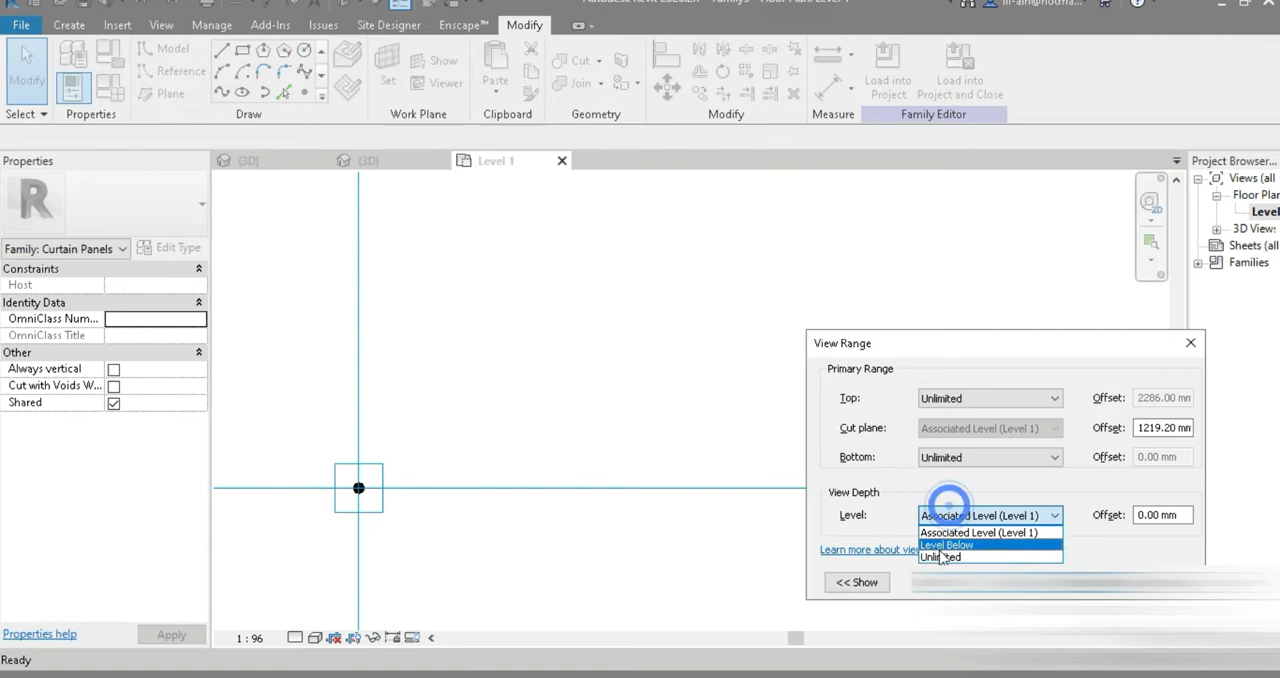 File Create Insert View Manage Add-Ins Issues Site Designer Enscape™ Modify
Model
Reference
Plane
Set
Show
Viewer
Paste
Cut
Join
Load into
Project
Load into
Project and Close
Modify
Select Properties Draw Work Plane Clipboard Geometry Modify Measure Family Editor
Properties
(3D)
(3D)
Level 1
Project Browser...
Views (all
Floor Plan
Level
3D View:
Sheets (all
Families
Family: Curtain Panels
Edit Type
Constraints
Host
Identity Data
OmniClass Num...
OmniClass Title
Other
Always vertical
Cut with Voids W...
Shared
2D
View Range
Primary Range
Top: Unlimited Offset: 2286.00 mm
Cut plane: Associated Level (Level 1) Offset: 1219.20 mm
Bottom: Unlimited Offset: 0.00 mm
View Depth
Level: Associated Level (Level 1) Offset: 0.00 mm
Associated Level (Level 1)
Level Below
Unlimited
Learn more about
<< Show
Properties help
Apply
1 : 96
Ready